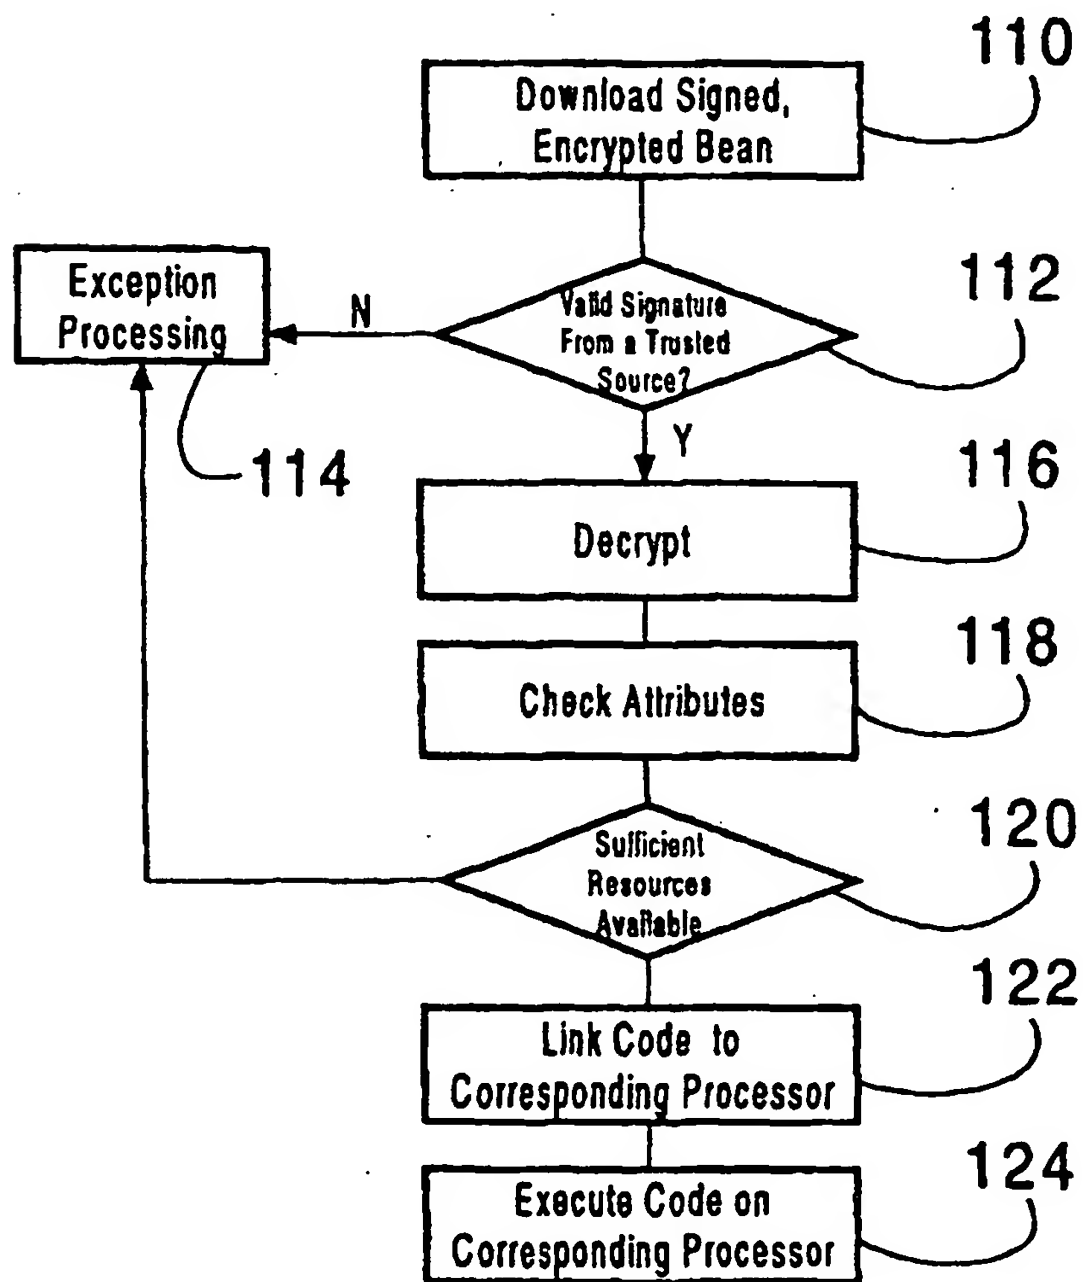 110
Download Signed,
Encrypted Bean
Exception
Processing
N
Valid Signature
From a Trusted
Source?
112
114
Y
116
Decrypt
118
Check Attributes
120
Sufficient
Resources
Available
122
Link Code to
Corresponding Processor
124
Execute Code on
Corresponding Processor